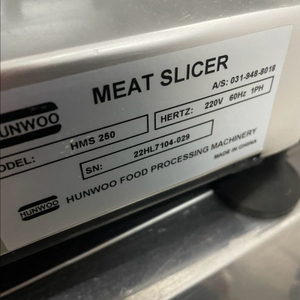 MEAT SLICER
A/S: 031-948-8018
HUNWOO
MODEL: HMS 250
HERTZ: 220V 60Hz 1PH
SN: 22HL7104-029
HUNWOO HUNWOO FOOD PROCESSING MACHINERY
MADE IN CHINA